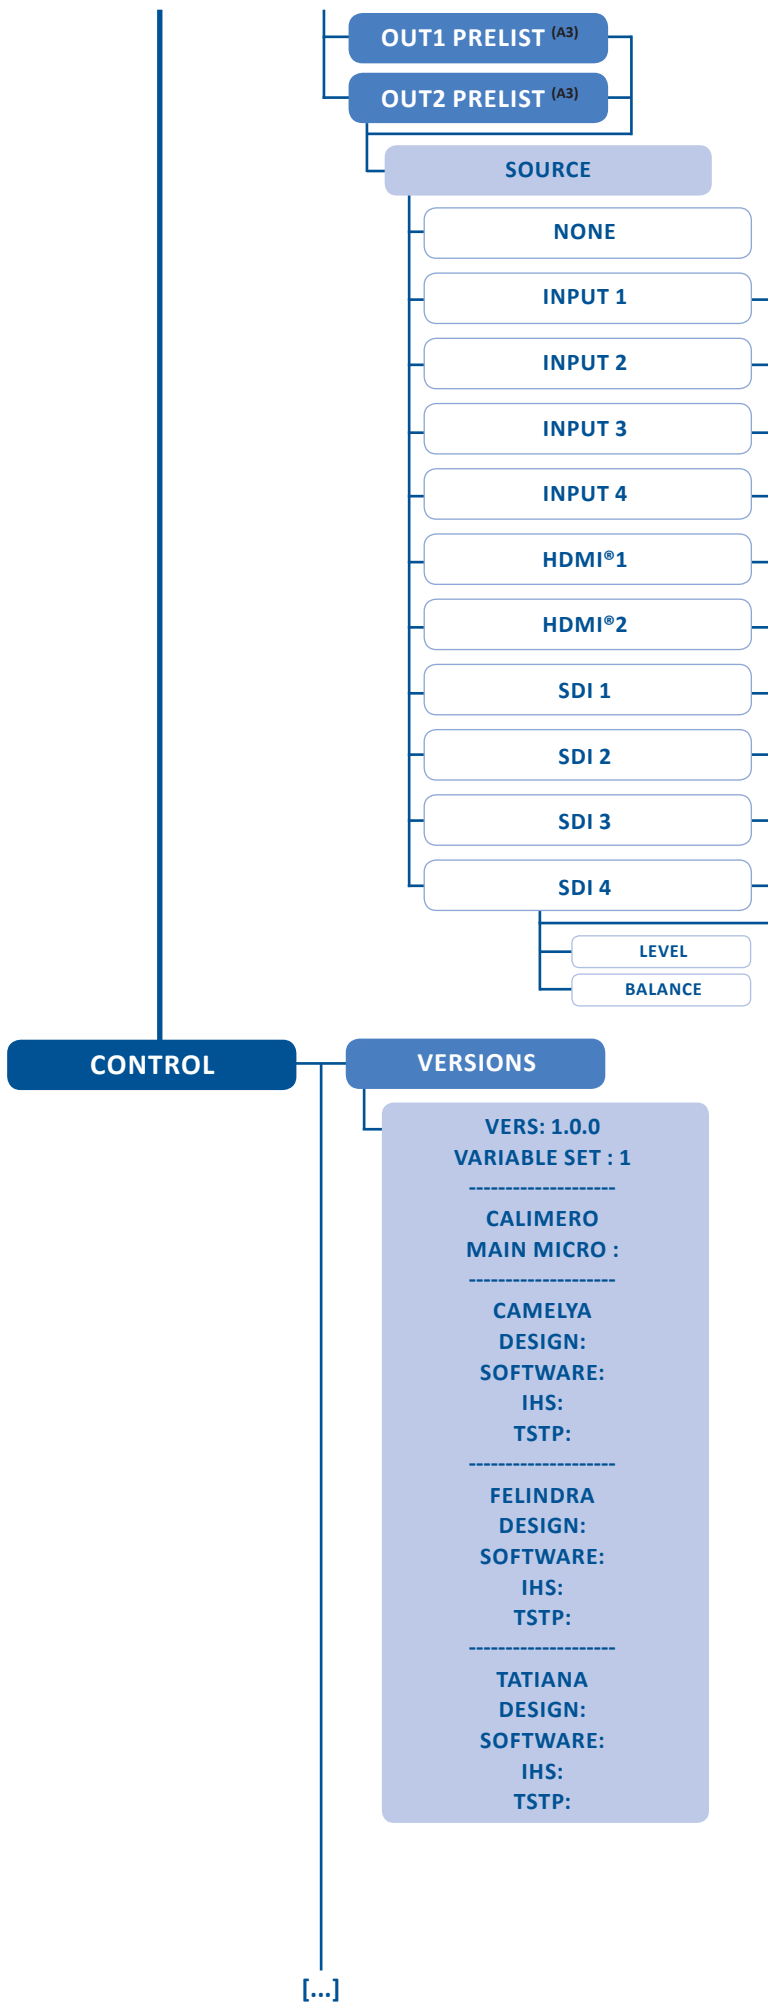 OUT1 PRELIST (A3)
OUT2 PRELIST (A3)
SOURCE
NONE
INPUT 1
INPUT 2
INPUT 3
INPUT 4
HDMI®1
HDMI®2
SDI 1
SDI 2
SDI 3
SDI 4
LEVEL
BALANCE
CONTROL
VERSIONS
VERS: 1.0.0
VARIABLE SET : 1
--------------------
CALIMERO
MAIN MICRO :
--------------------
CAMELYA
DESIGN:
SOFTWARE:
IHS:
TSTP:
--------------------
FELINDRA
DESIGN:
SOFTWARE:
IHS:
TSTP:
--------------------
TATIANA
DESIGN:
SOFTWARE:
IHS:
TSTP:
[...]